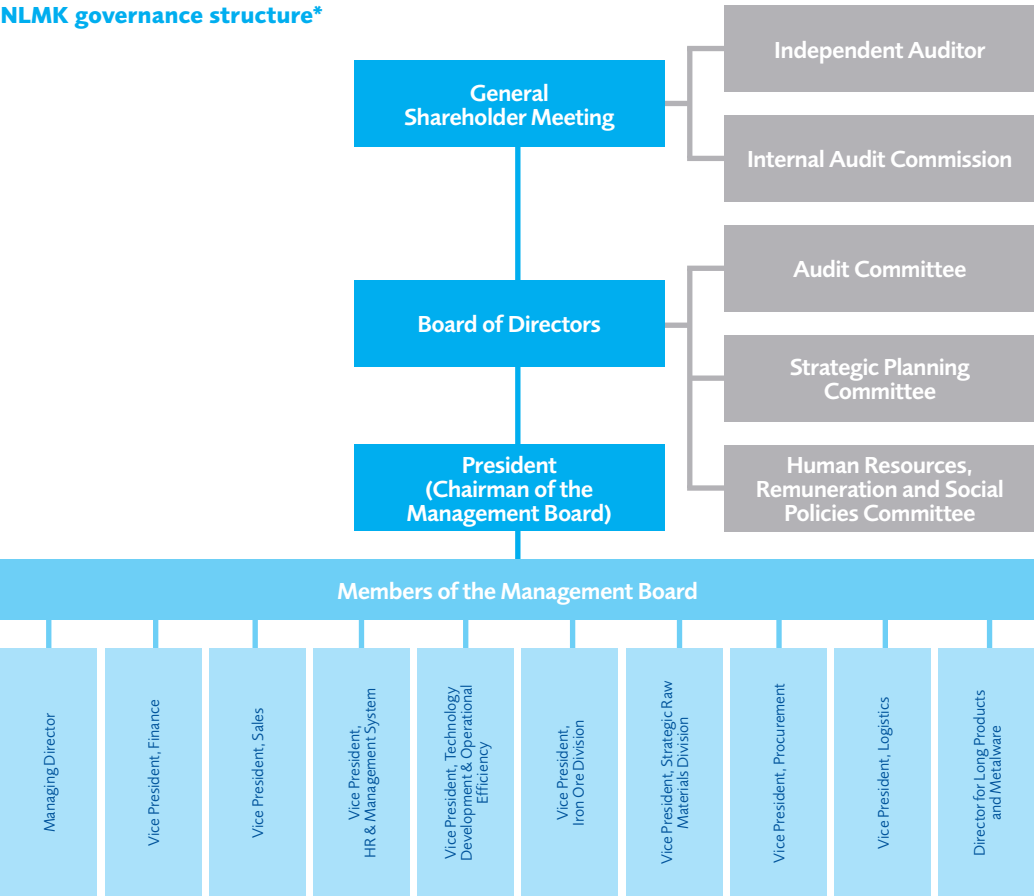 NLMK governance structure*
General
Shareholder Meeting
Independent Auditor
Internal Audit Commission
Board of Directors
Audit Committee
Strategic Planning
Committee
Human Resources,
Remuneration and Social
Policies Committee
President
(Chairman of the
Management Board)
Members of the Management Board
Managing Director
Vice President, Finance
Vice President, Sales
Vice President,
HR & Management System
Vice President, Technology
Development & Operational
Efficiency
Vice President,
Iron Ore Division
Vice President, Strategic Raw
Materials Division
Vice President, Procurement
Vice President, Logistics
Director for Long Products
and Metalware